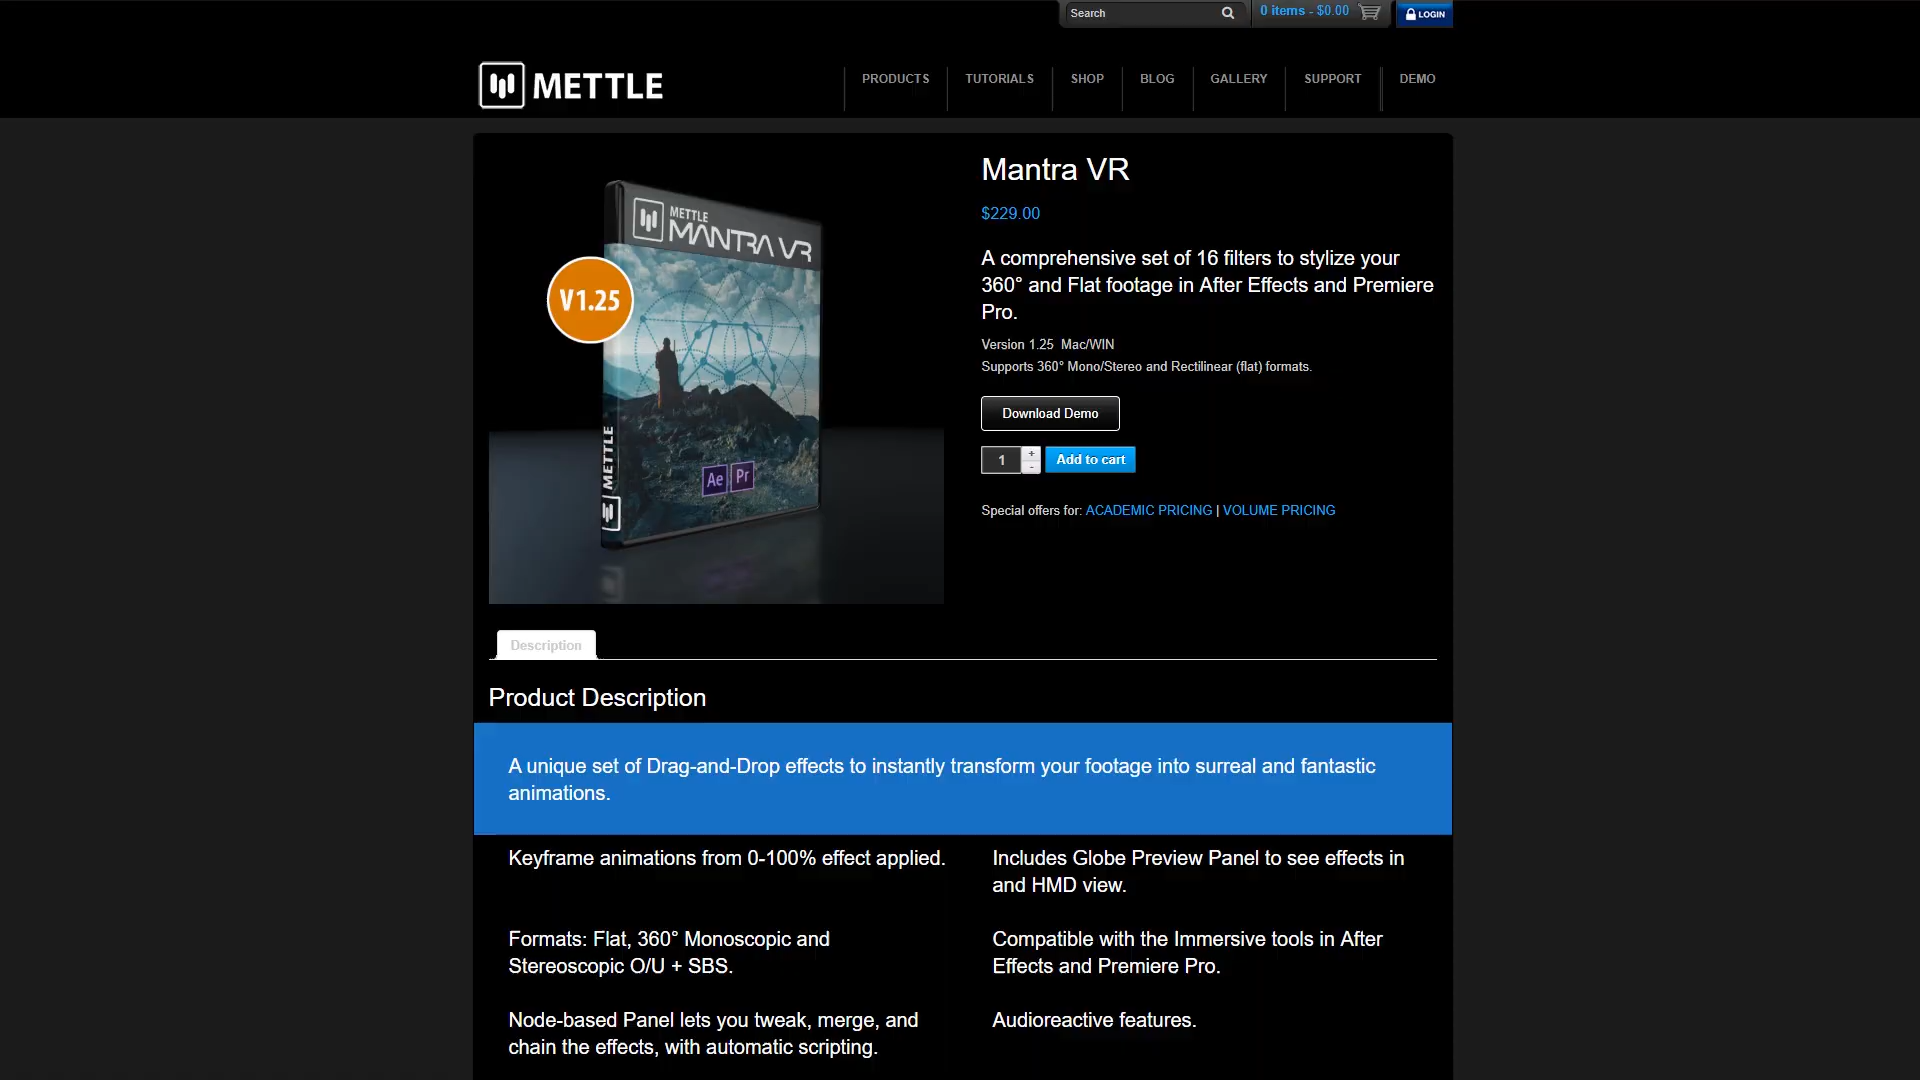 Search
0 items - $0.00
LOGIN
METTLE
PRODUCTS
TUTORIALS
SHOP
BLOG
GALLERY
SUPPORT
DEMO
METTLE
MANTRA VR
V1.25
METTLE
Ae Pr
Mantra VR
$229.00
A comprehensive set of 16 filters to stylize your
360° and Flat footage in After Effects and Premiere
Pro.
Version 1.25 Mac/WIN
Supports 360° Mono/Stereo and Rectilinear (flat) formats.
Download Demo
1 + -
Add to cart
Special offers for: ACADEMIC PRICING | VOLUME PRICING
Description
Product Description
A unique set of Drag-and-Drop effects to instantly transform your footage into surreal and fantastic
animations.
Keyframe animations from 0-100% effect applied.
Includes Globe Preview Panel to see effects in
and HMD view.
Formats: Flat, 360° Monoscopic and
Stereoscopic O/U + SBS.
Compatible with the Immersive tools in After
Effects and Premiere Pro.
Node-based Panel lets you tweak, merge, and
chain the effects, with automatic scripting.
Audioreactive features.